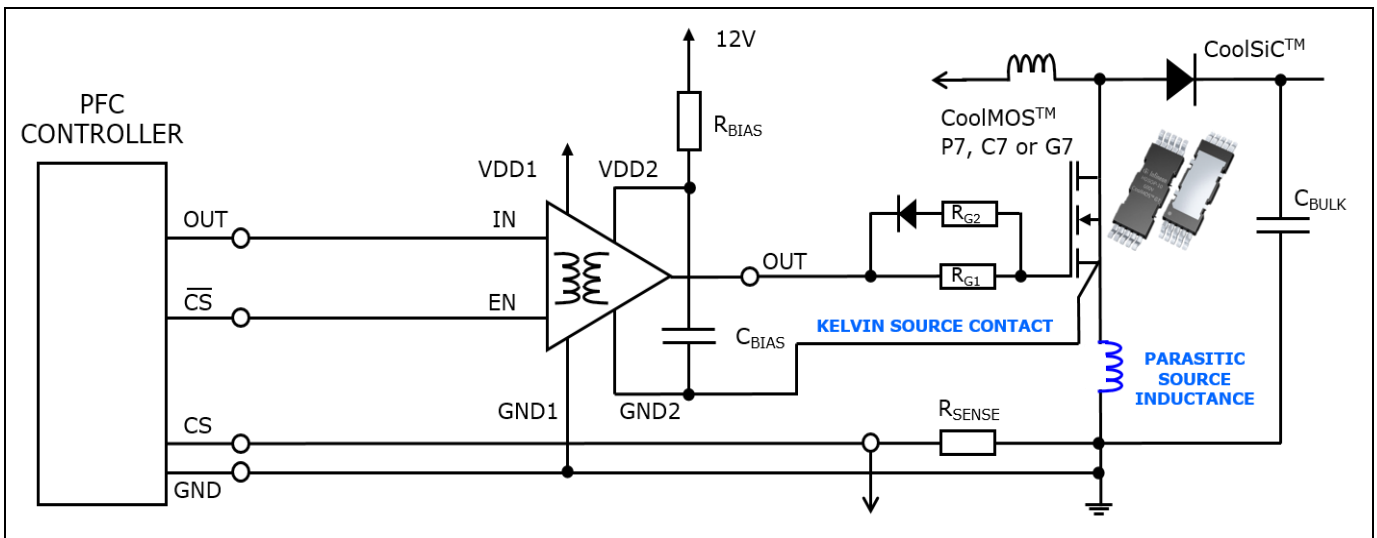 12V
CoolSiC™
PFC
CONTROLLER
R_BIAS
CoolMOS™
P7, C7 or G7
VDD1
VDD2
OUT
IN
R_G2
C_BULK
OUT
R_G1
CS
EN
KELVIN SOURCE CONTACT
C_BIAS
PARASITIC
SOURCE
INDUCTANCE
GND1
GND2
R_SENSE
CS
GND